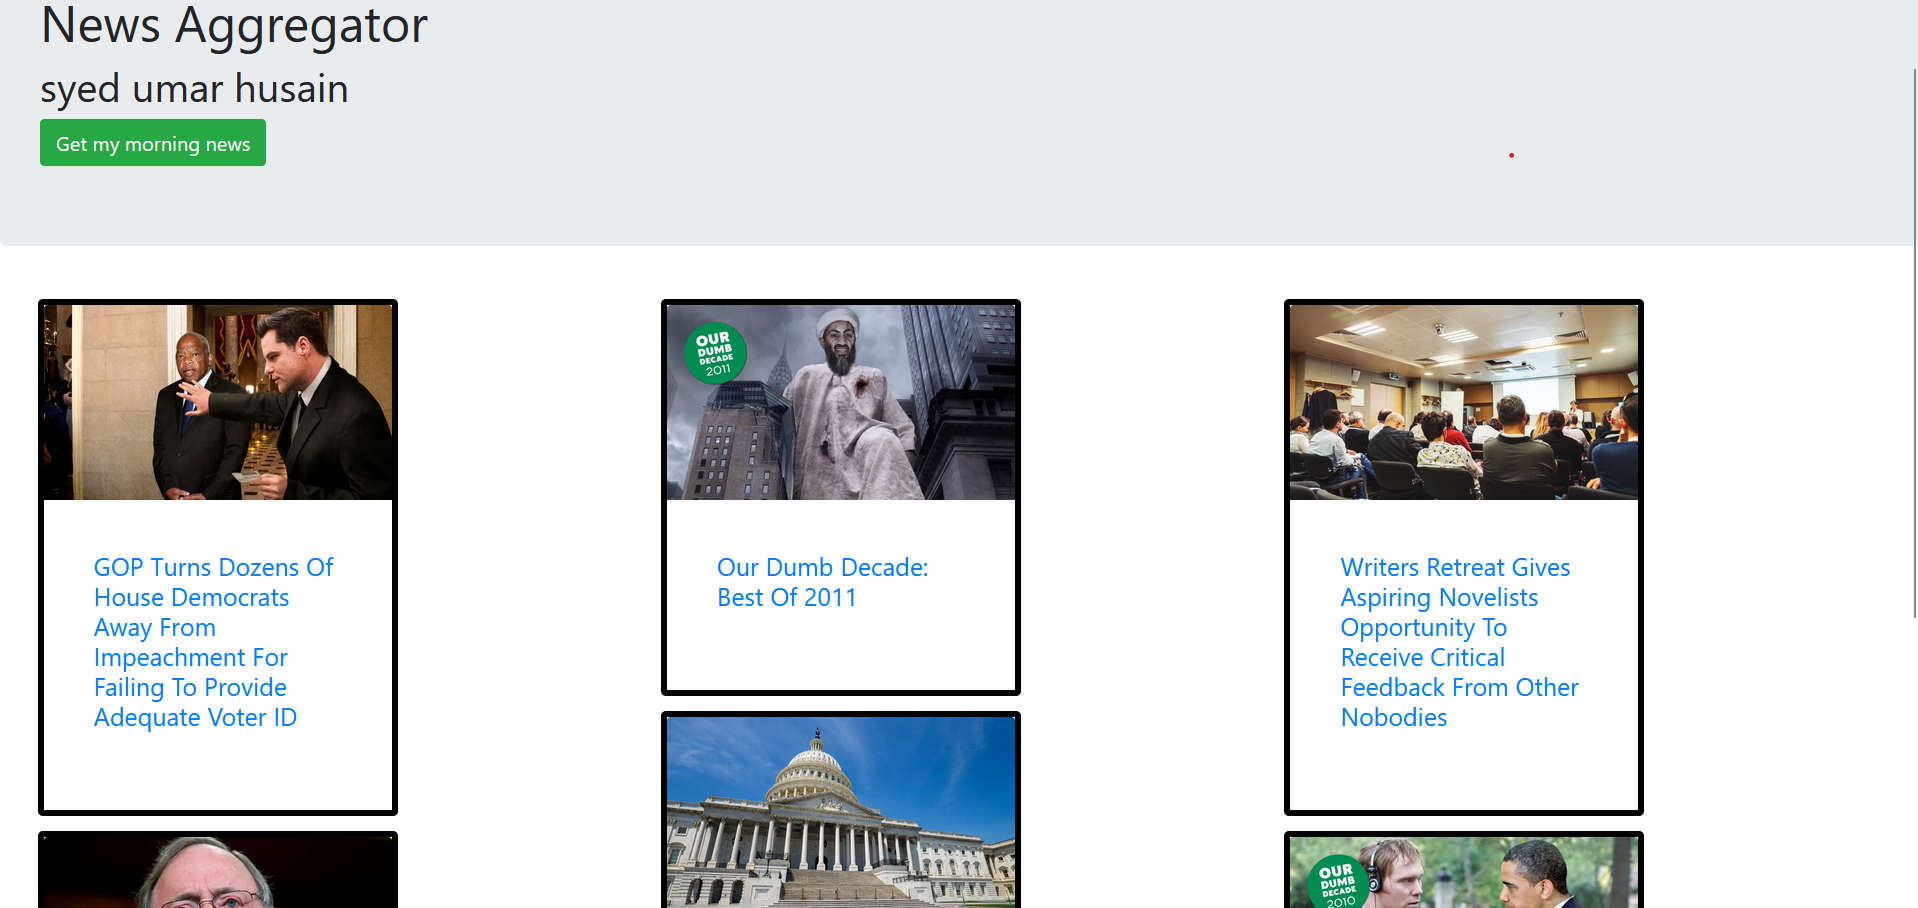 News Aggregator
syed umar husain
Get my morning news
GOP Turns Dozens Of
House Democrats
Away From
Impeachment For
Failing To Provide
Adequate Voter ID
OUR
DUMB
DECADE
2011
Our Dumb Decade:
Best Of 2011
Writers Retreat Gives
Aspiring Novelists
Opportunity To
Receive Critical
Feedback From Other
Nobodies
OUR
DUMB
DECADE
2010